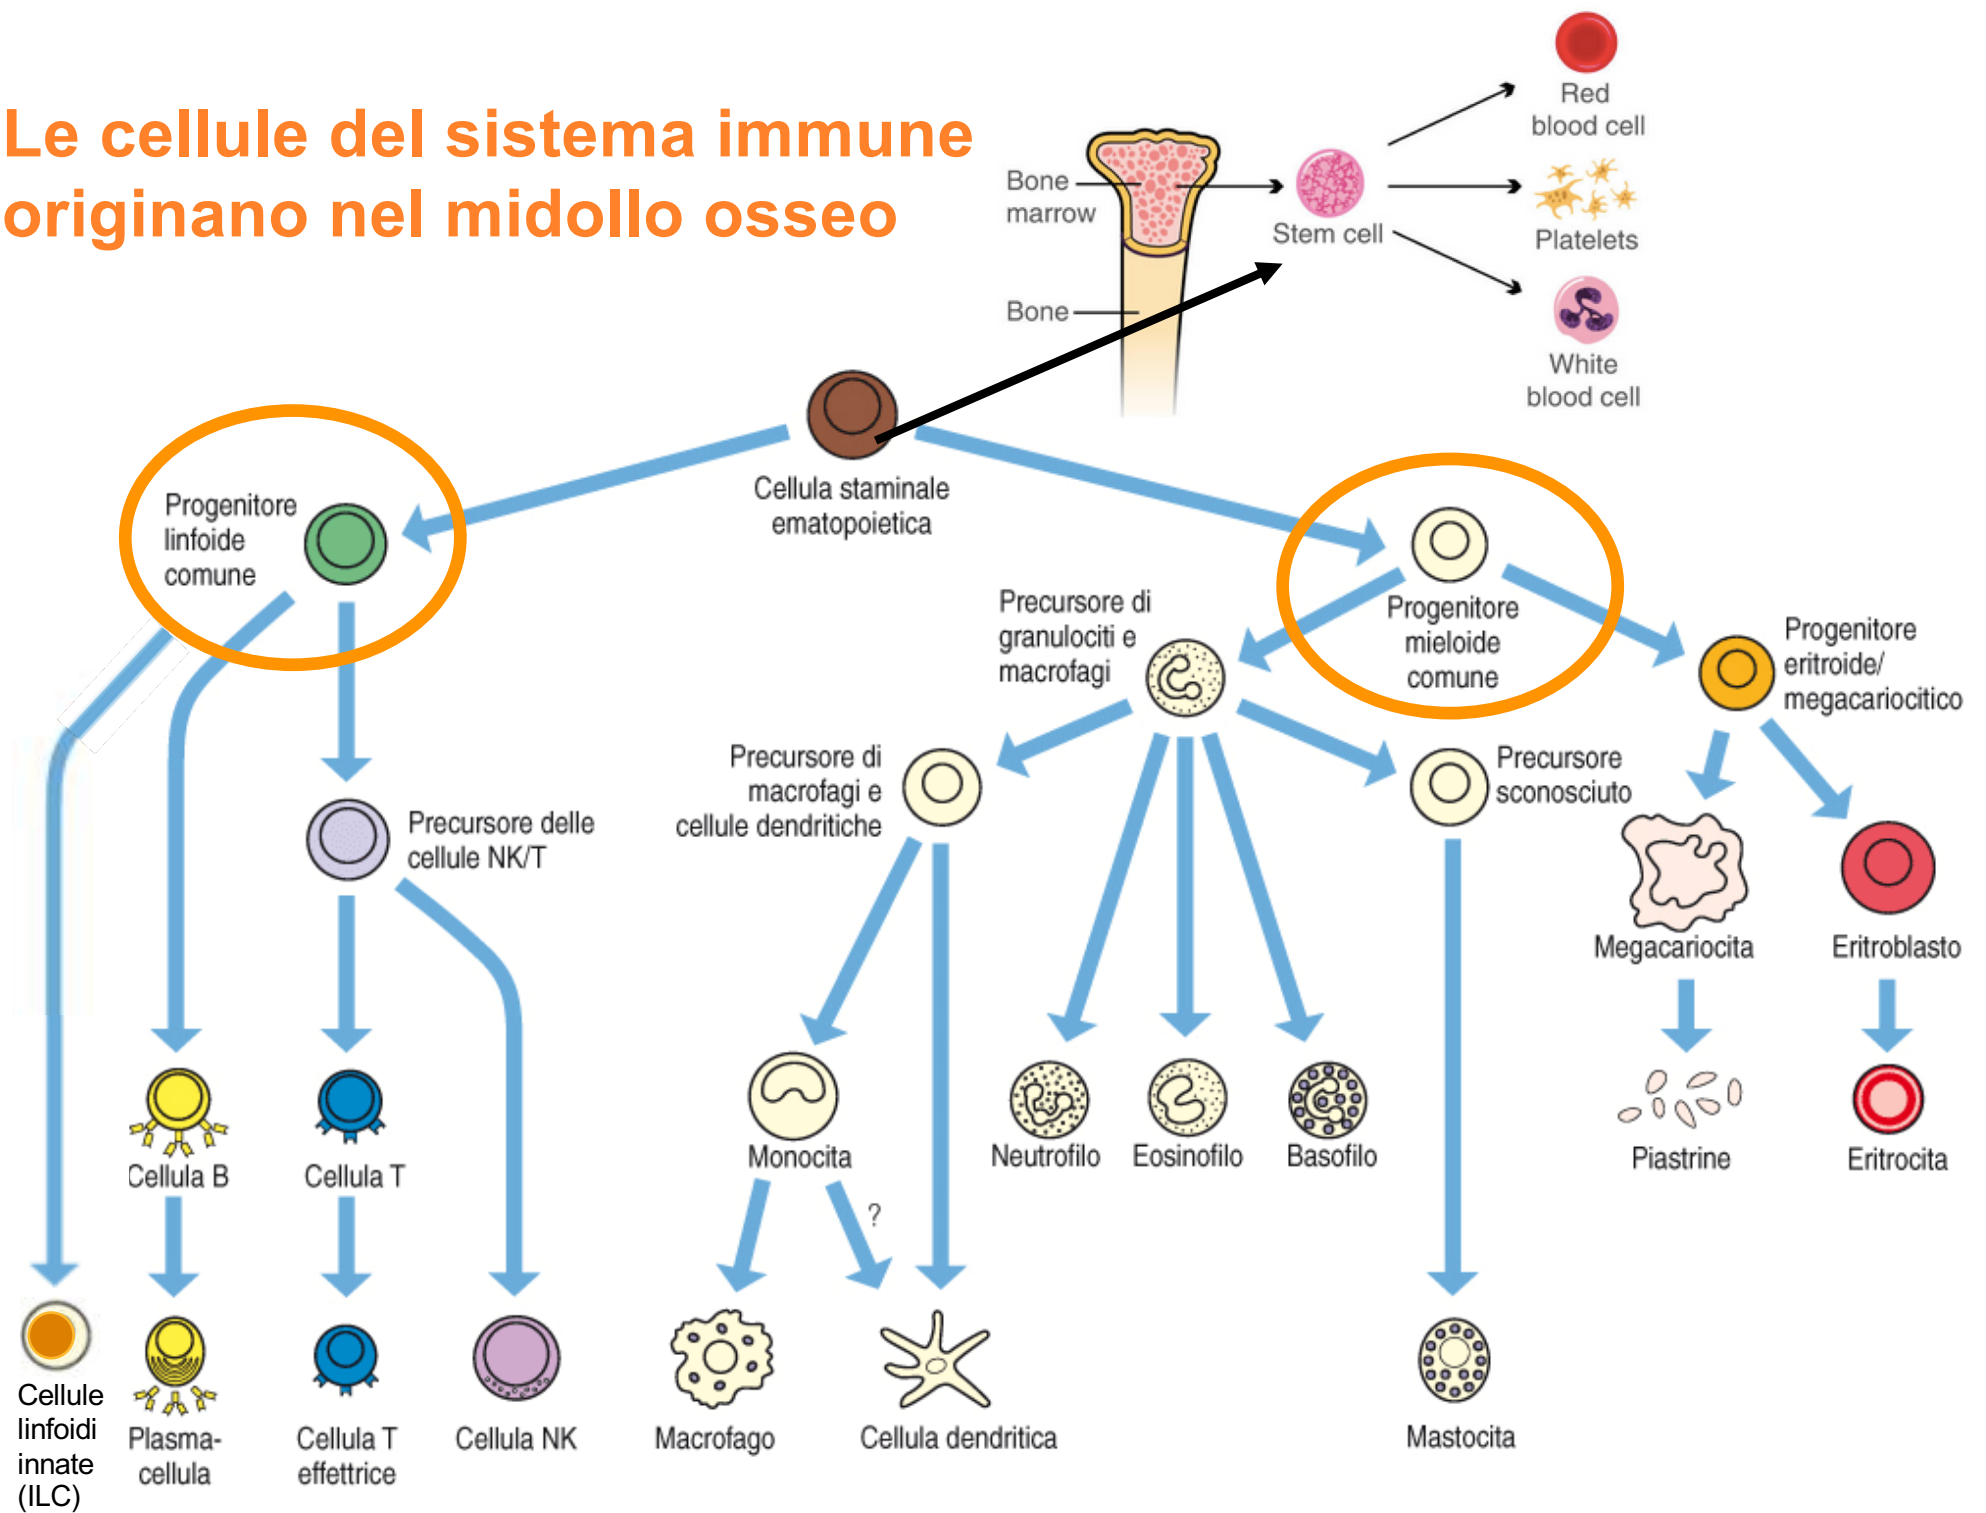 Le cellule del sistema immune
originano nel midollo osseo
Bone
marrow
Bone
Stem cell
Red
blood cell
Platelets
White
blood cell
Cellula staminale
ematopoietica
Progenitore
linfoide
comune
Progenitore
mieloide
comune
Precursore di
granulociti e
macrofagi
Progenitore
eritroide/
megacariocitico
Precursore di
macrofagi e
cellule dendritiche
Precursore
sconosciuto
Precursore delle
cellule NK/T
Megacariocita
Eritroblasto
Cellula B
Cellula T
Monocita
Neutrofilo
Eosinofilo
Basofilo
Piastrine
Eritrocita
?
Cellule
linfoidi
innate
(ILC)
Plasma-
cellula
Cellula T
effettrice
Cellula NK
Macrofago
Cellula dendritica
Mastocita